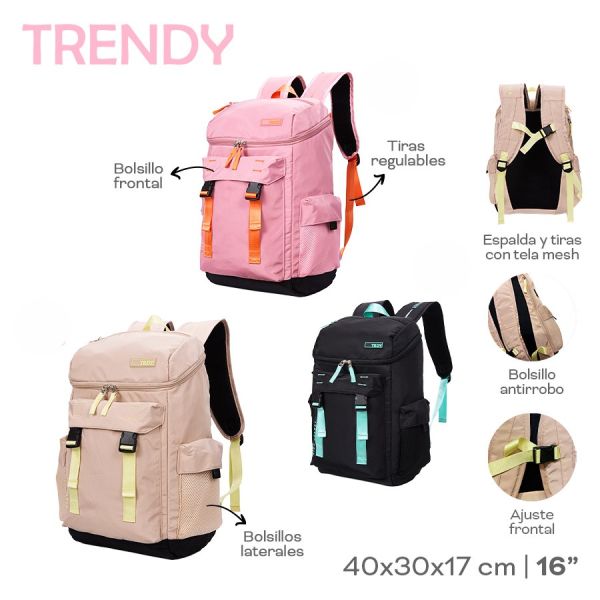 TRENDY
Bolsillo
frontal
Tiras
regulables
Espalda y tiras
con tela mesh
Bolsillo
antirrobo
Bolsillos
laterales
Ajuste
frontal
40x30x17 cm | 16”